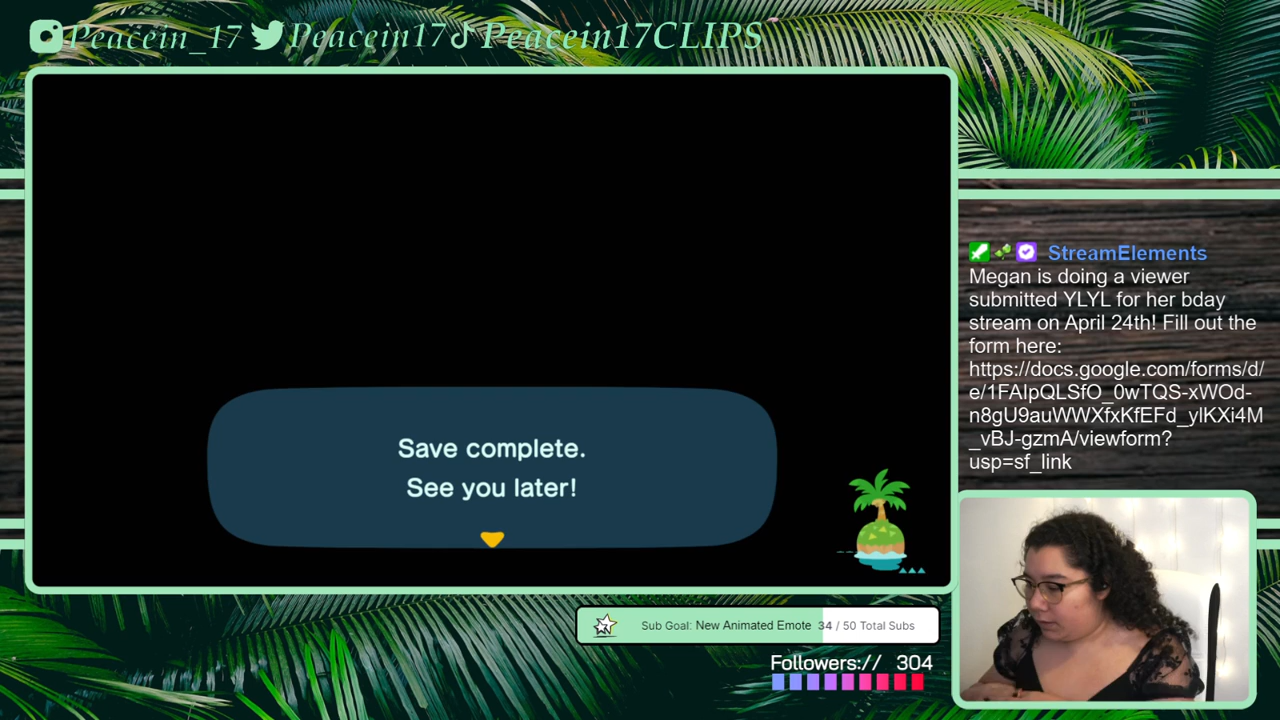 Peacein_17 Peacein17 Peacein17CLIPS
StreamElements
Megan is doing a viewer
submitted YLYL for her bday
stream on April 24th! Fill out the
form here:
https://docs.google.com/forms/d/
e/1FAIpQLSfO_0wTQS-xWOd-
n8gU9auWWXfxKfEFd_ylKXi4M
_vBJ-gzmA/viewform?
usp=sf_link
Save complete.
See you later!
Sub Goal: New Animated Emote 34 / 50 Total Subs
Followers:// 304